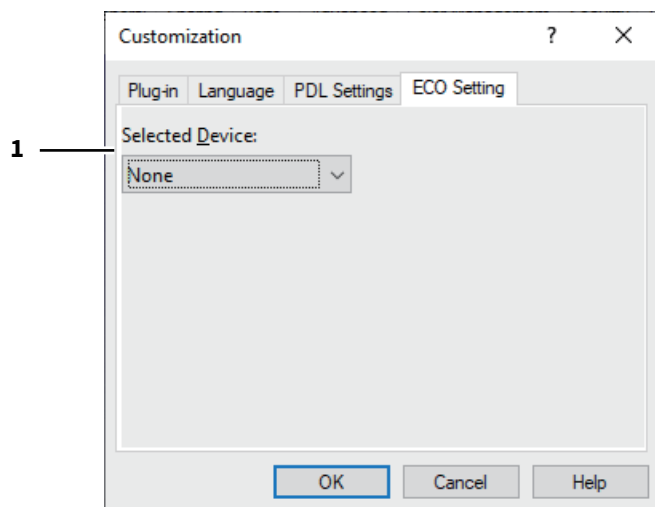 Customization ?
Plug-in Language PDL Settings ECO Setting
Selected Device:
1
None
OK Cancel Help